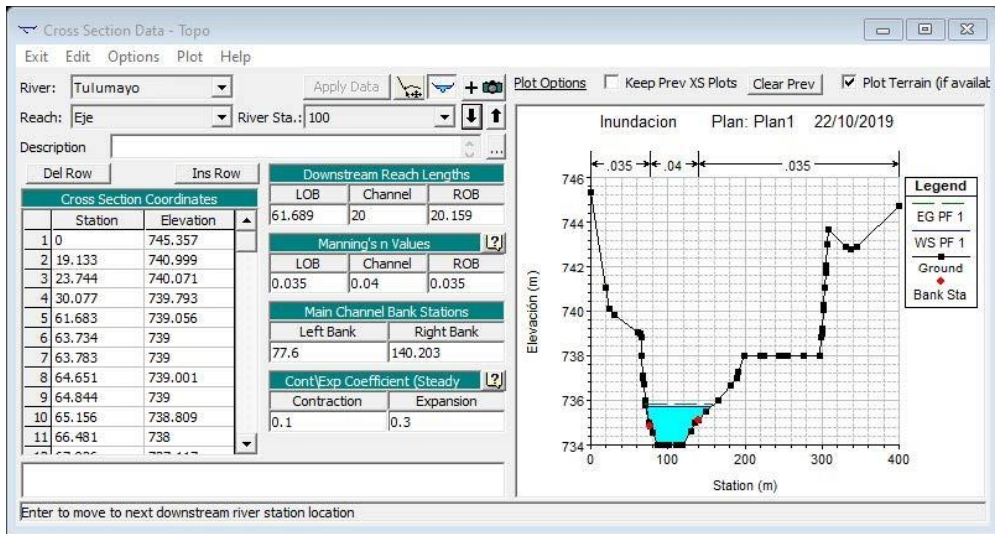 Cross Section Data - Topo
Exit Edit Options Plot Help
River: Tulumayo Apply Data
Reach: Eje River Sta.: 100
Description ...
Del Row Ins Row
Cross Section Coordinates
Station Elevation
1 0 745.357
2 19.133 740.999
3 23.744 740.071
4 30.077 739.793
5 61.683 739.056
6 63.734 739
7 63.783 739
8 64.651 739.001
9 64.844 739
10 65.156 738.809
11 66.481 738
Downstream Reach Lengths
LOB Channel ROB
61.689 20 20.159
Manning's n Values
LOB Channel ROB
0.035 0.04 0.035
Main Channel Bank Stations
Left Bank Right Bank
77.6 140.203
Cont\Exp Coefficient (Steady
Contraction Expansion
0.1 0.3
Plot Options Keep Prev XS Plots Clear Prev Plot Terrain (if availab
Inundacion Plan: Plan1 22/10/2019
.035 .04 .035
746
744
742
740
738
736
734
0 100 200 300 400
Elevación (m)
Station (m)
Legend
EG PF 1
WS PF 1
Ground
Bank Sta
Enter to move to next downstream river station location